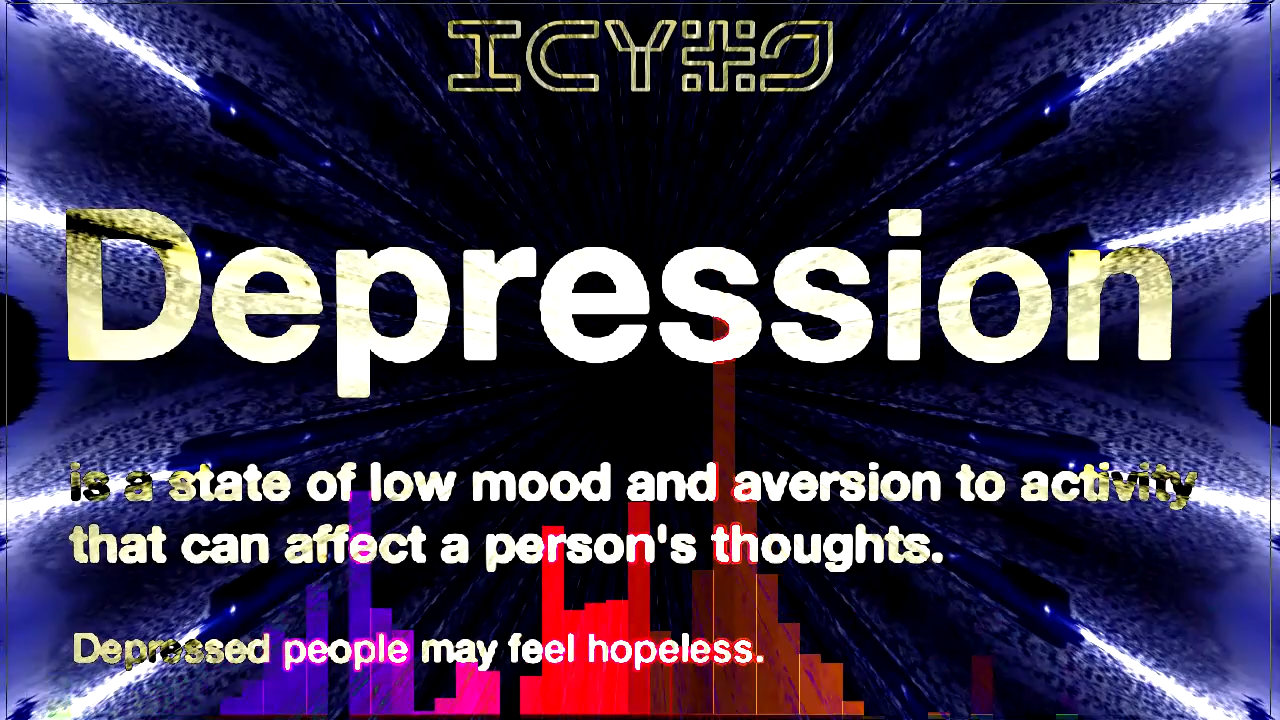 ICY
Depression
is a state of low mood and aversion to activity
that can affect a person's thoughts.
Depressed people may feel hopeless.